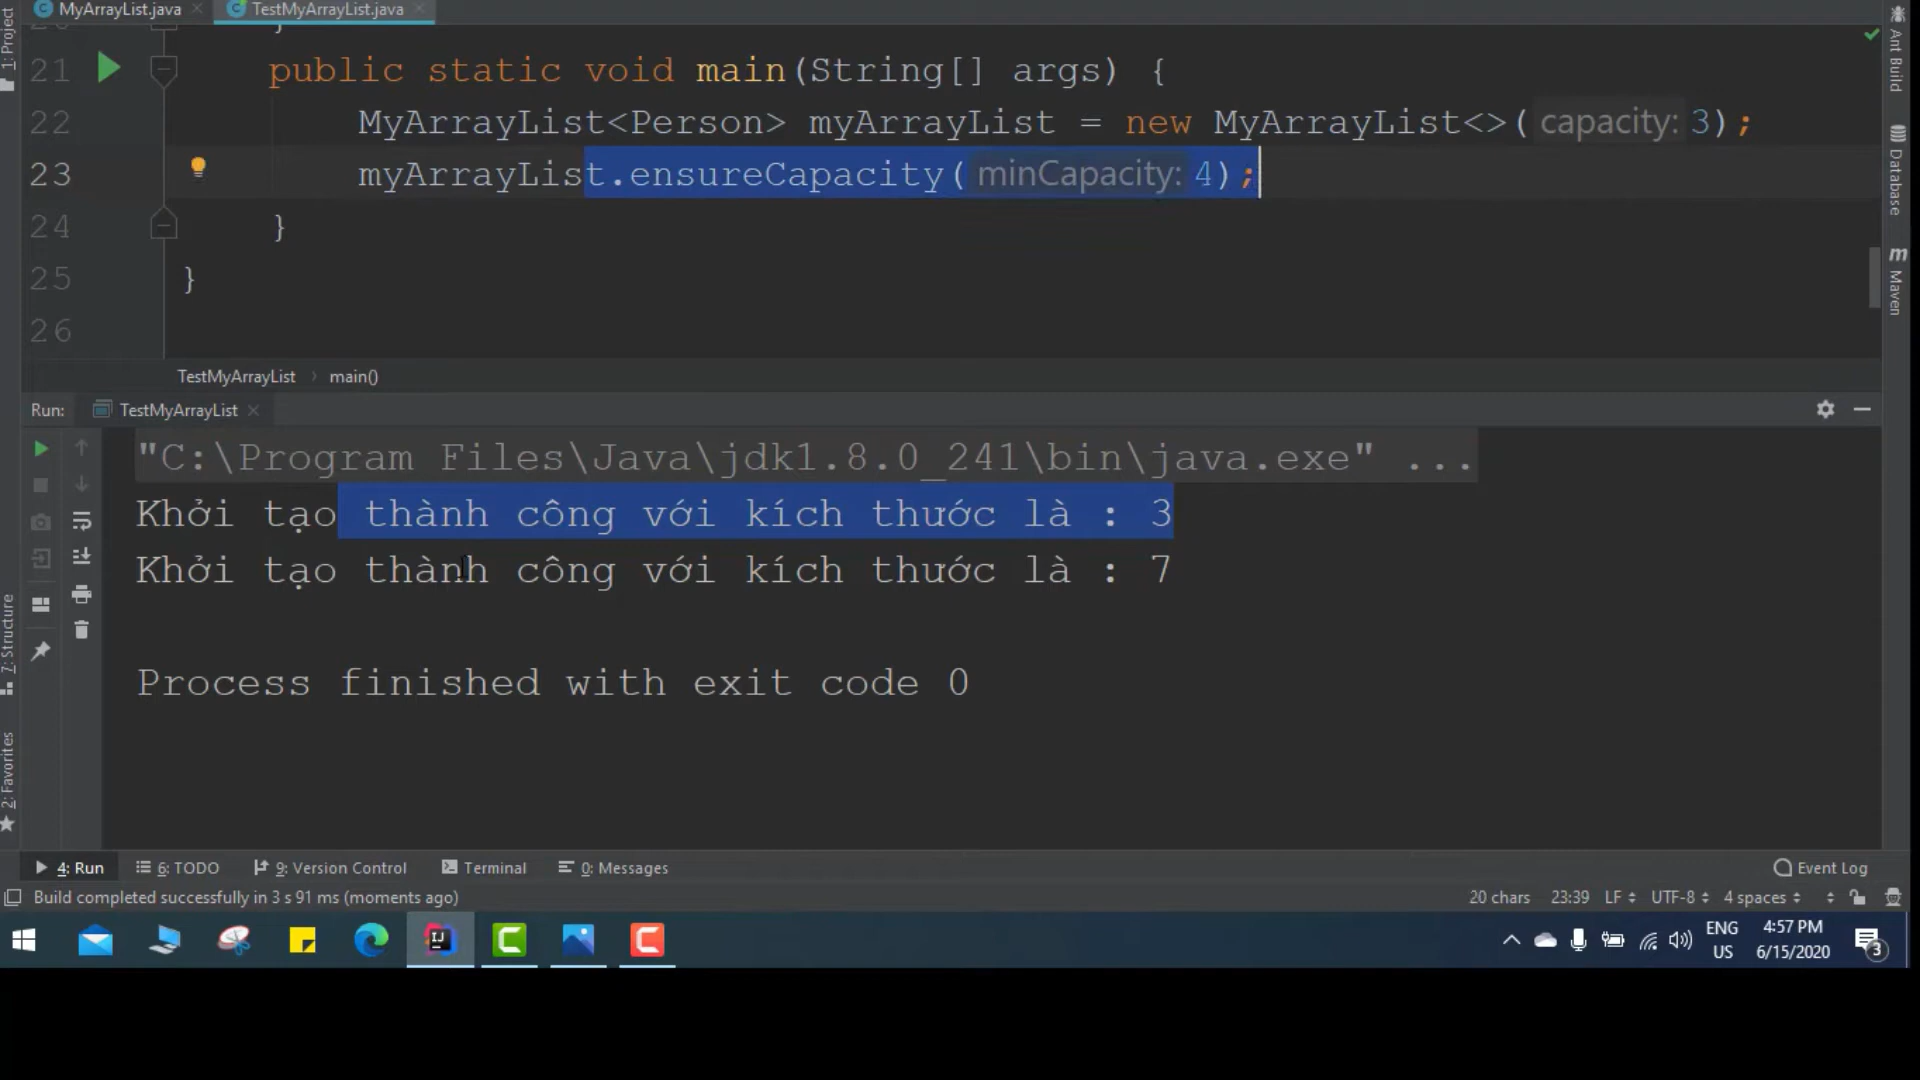 MyArrayList.java TestMyArrayList.java
1: Project
Ant Build
21 public static void main(String[] args) {
22 MyArrayList<Person> myArrayList = new MyArrayList<>( capacity: 3);
23 myArrayList.ensureCapacity( minCapacity: 4);
24 }
25 }
26
Database
Maven
TestMyArrayList main()
Run: TestMyArrayList
"C:\Program Files\Java\jdk1.8.0_241\bin\java.exe" ...
Khởi tạo thành công với kích thước là : 3
Khởi tạo thành công với kích thước là : 7
Process finished with exit code 0
7: Structure
2: Favorites
4: Run 6: TODO 9: Version Control Terminal 0: Messages Event Log
Build completed successfully in 3 s 91 ms (moments ago) 20 chars 23:39 LF UTF-8 4 spaces
ENG 4:57 PM
US 6/15/2020 3